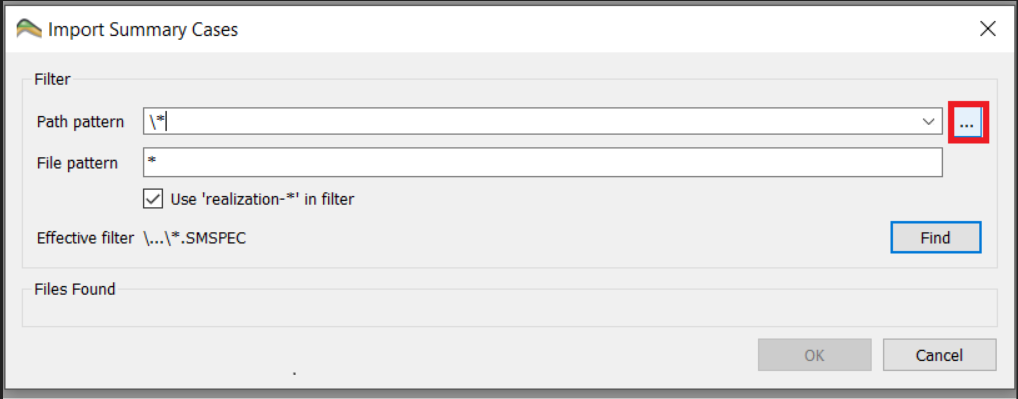 Import Summary Cases
Filter
Path pattern \* ...
File pattern *
Use 'realization-*' in filter
Effective filter \...\*.SMSPEC Find
Files Found
OK Cancel